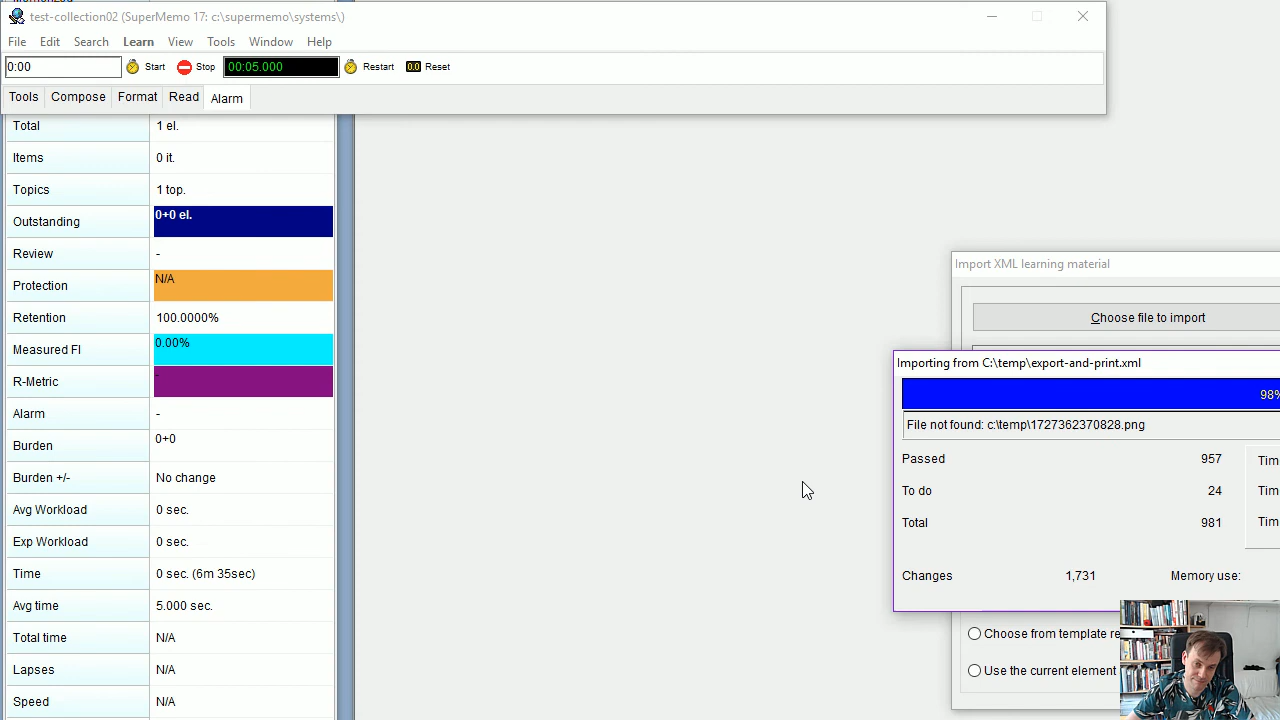 test-collection02 (SuperMemo 17: c:\supermemo\systems\)
File Edit Search Learn View Tools Window Help
0:00 Start Stop 00:05.000 Restart 0.0 Reset
Tools Compose Format Read Alarm
Total 1 el.
Items 0 it.
Topics 1 top.
Outstanding 0+0 el.
Review -
Protection N/A
Retention 100.0000%
Measured FI 0.00%
R-Metric -
Alarm -
Burden 0+0
Burden +/- No change
Avg Workload 0 sec.
Exp Workload 0 sec.
Time 0 sec. (6m 35sec)
Avg time 5.000 sec.
Total time N/A
Lapses N/A
Speed N/A
Import XML learning material
Choose file to import
Importing from C:\temp\export-and-print.xml
98%
File not found: c:\temp\1727362370828.png
Passed 957 Tim
To do 24 Tim
Total 981 Tim
Changes 1,731 Memory use:
Choose from template re
Use the current element